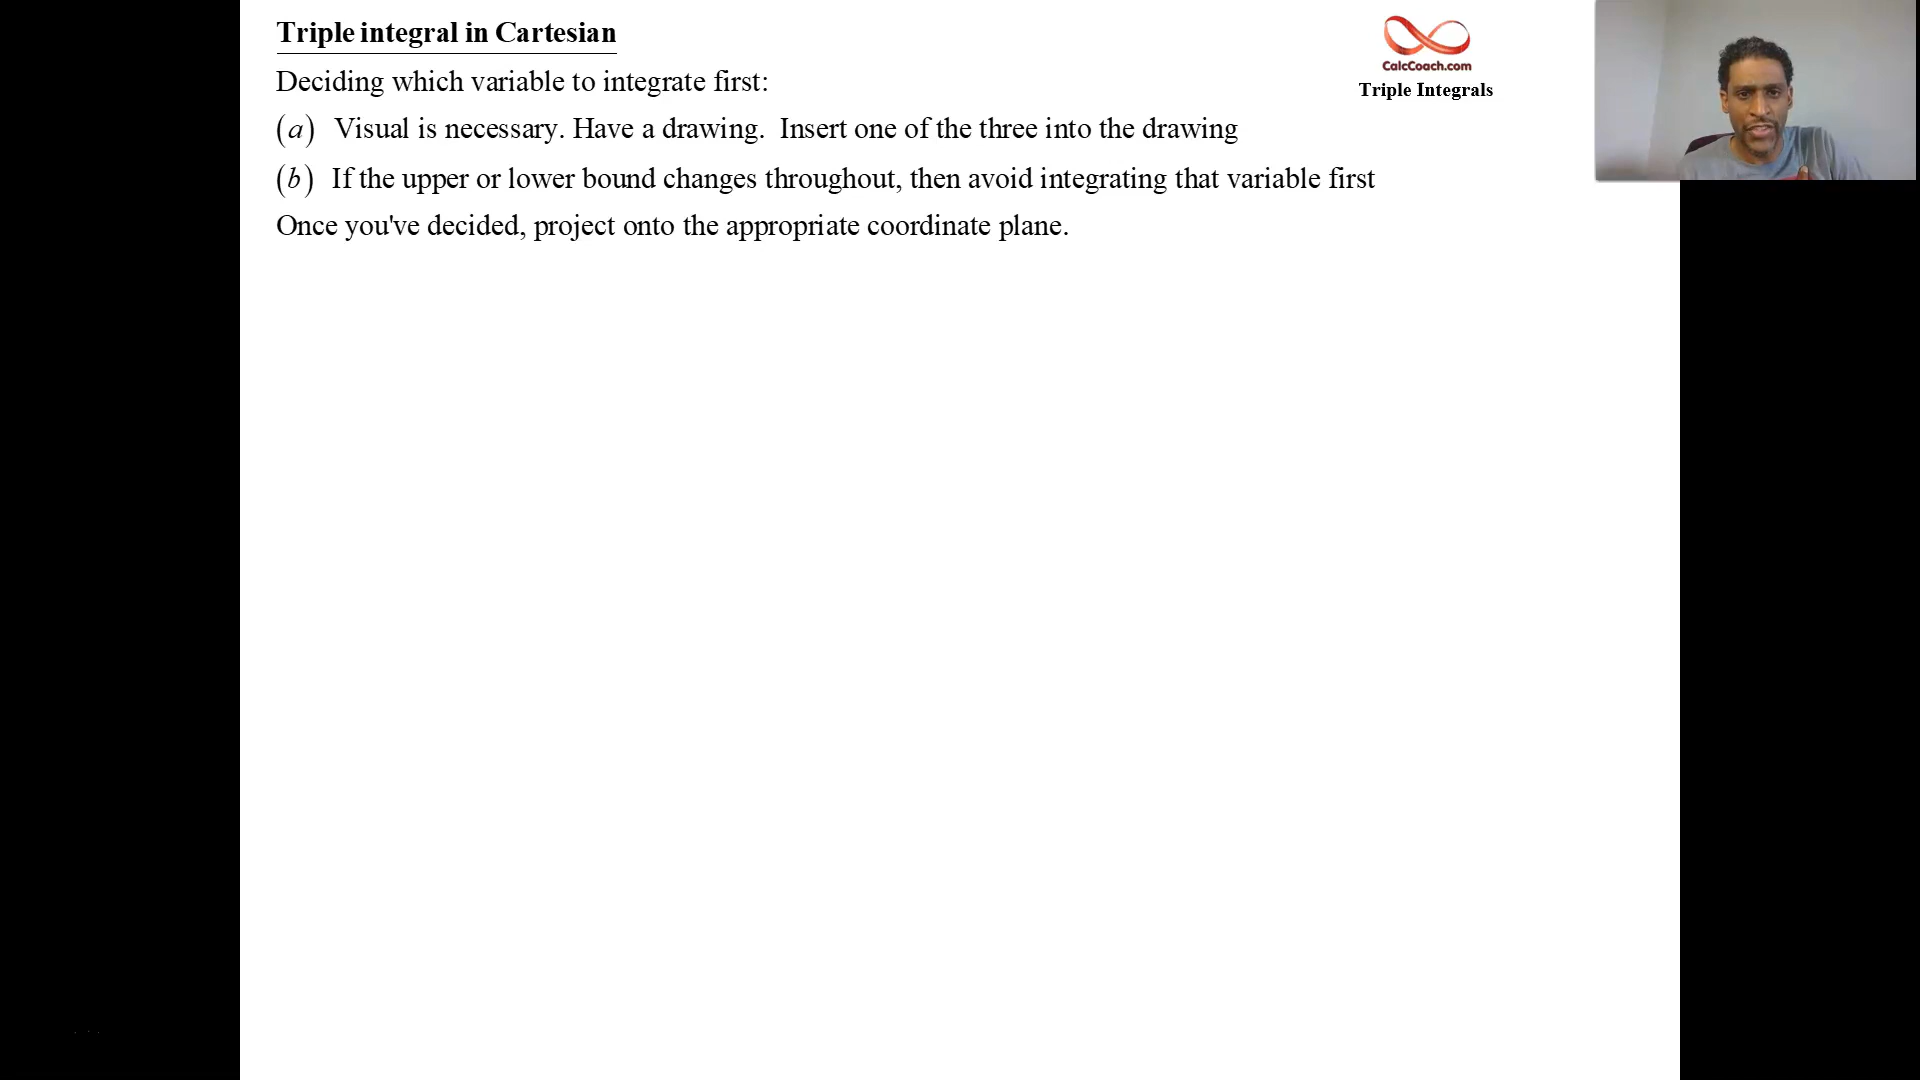 Triple integral in Cartesian
Deciding which variable to integrate first:
(a) Visual is necessary. Have a drawing. Insert one of the three into the drawing
(b) If the upper or lower bound changes throughout, then avoid integrating that variable first
Once you've decided, project onto the appropriate coordinate plane.
CalcCoach.com
Triple Integrals